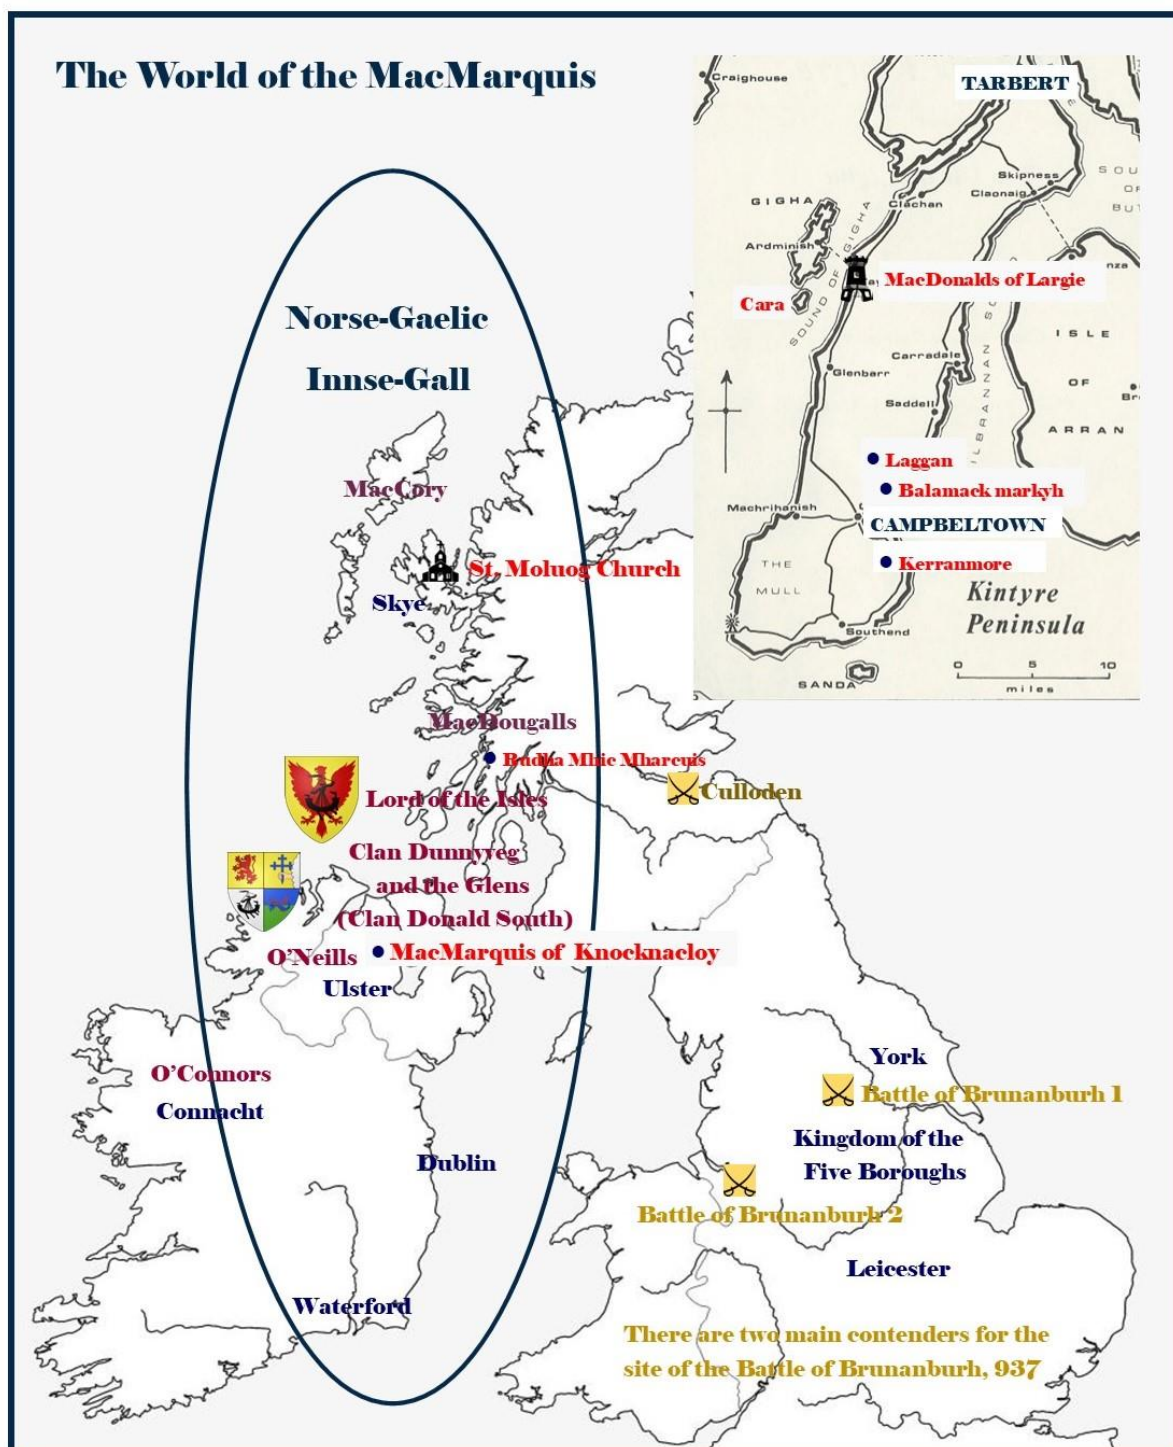 The World of the MacMarquis
Craighouse
TARBERT
Skipness
Claonaig
Clachan
GIGHA
Ardminish
SOUND OF GIGHA
MacDonalds of Largie
Cara
Glenbarr
Carradale
Saddell
ISLE
OF
ARRAN
Laggan
Balamack markyh
Machrihanish
CAMPBELTOWN
Kerranmore
THE
MULL
Kintyre
Peninsula
Southend
SANDA
0 5 10
miles
Norse-Gaelic
Innse-Gall
MacCory
St. Moluog Church
Skye
MacDougalls
Rudha Mhic Mharcuis
Culloden
Lord of the Isles
Clan Dunnyveg
and the Glens
(Clan Donald South)
O'Neills
MacMarquis of Knocknacloy
Ulster
O'Connors
Connacht
Dublin
Waterford
York
Battle of Brunanburh 1
Kingdom of the
Five Boroughs
Battle of Brunanburh 2
Leicester
There are two main contenders for the
site of the Battle of Brunanburh, 937